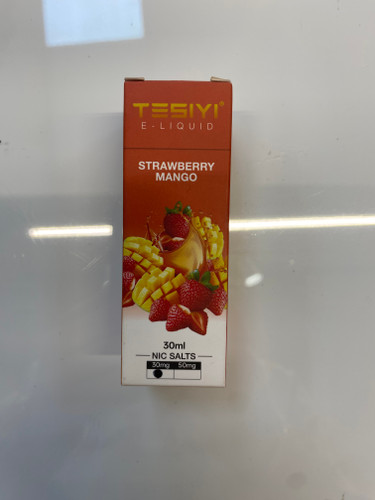 TESIYI®
E-LIQUID
STRAWBERRY
MANGO
30ml
NIC SALTS
30mg 50mg